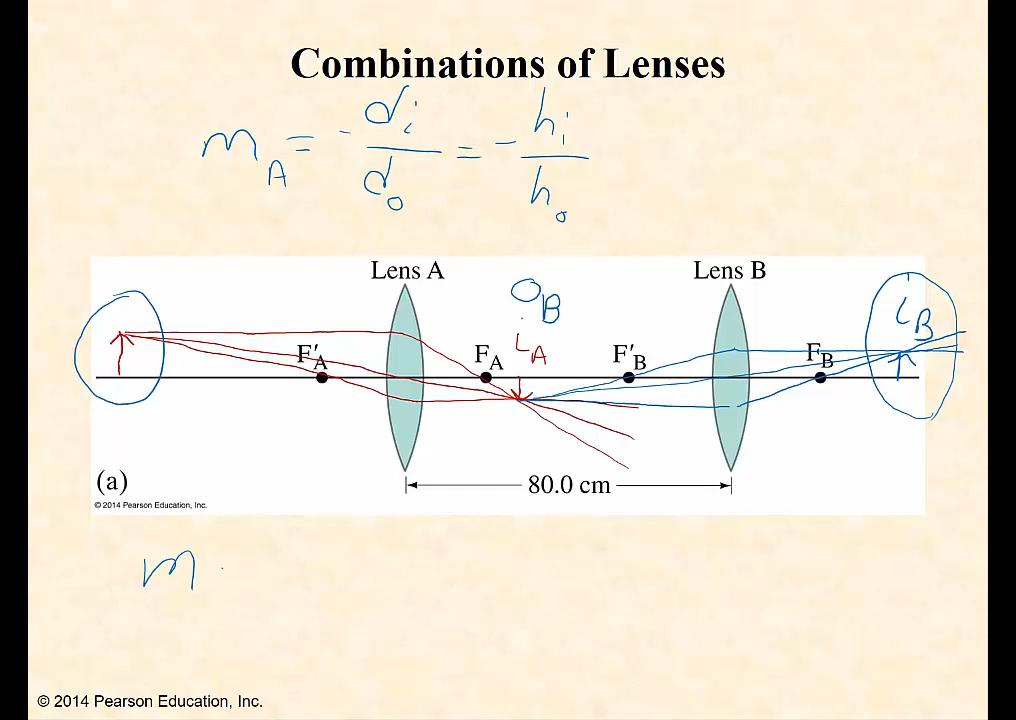 Combinations of Lenses
m_A = - d_i / d_o = - h_i / h_o
Lens A Lens B
O_B
i_B
i_A
F′_A F_A F′_B F_B
80.0 cm
(a)
© 2014 Pearson Education, Inc.
m
© 2014 Pearson Education, Inc.